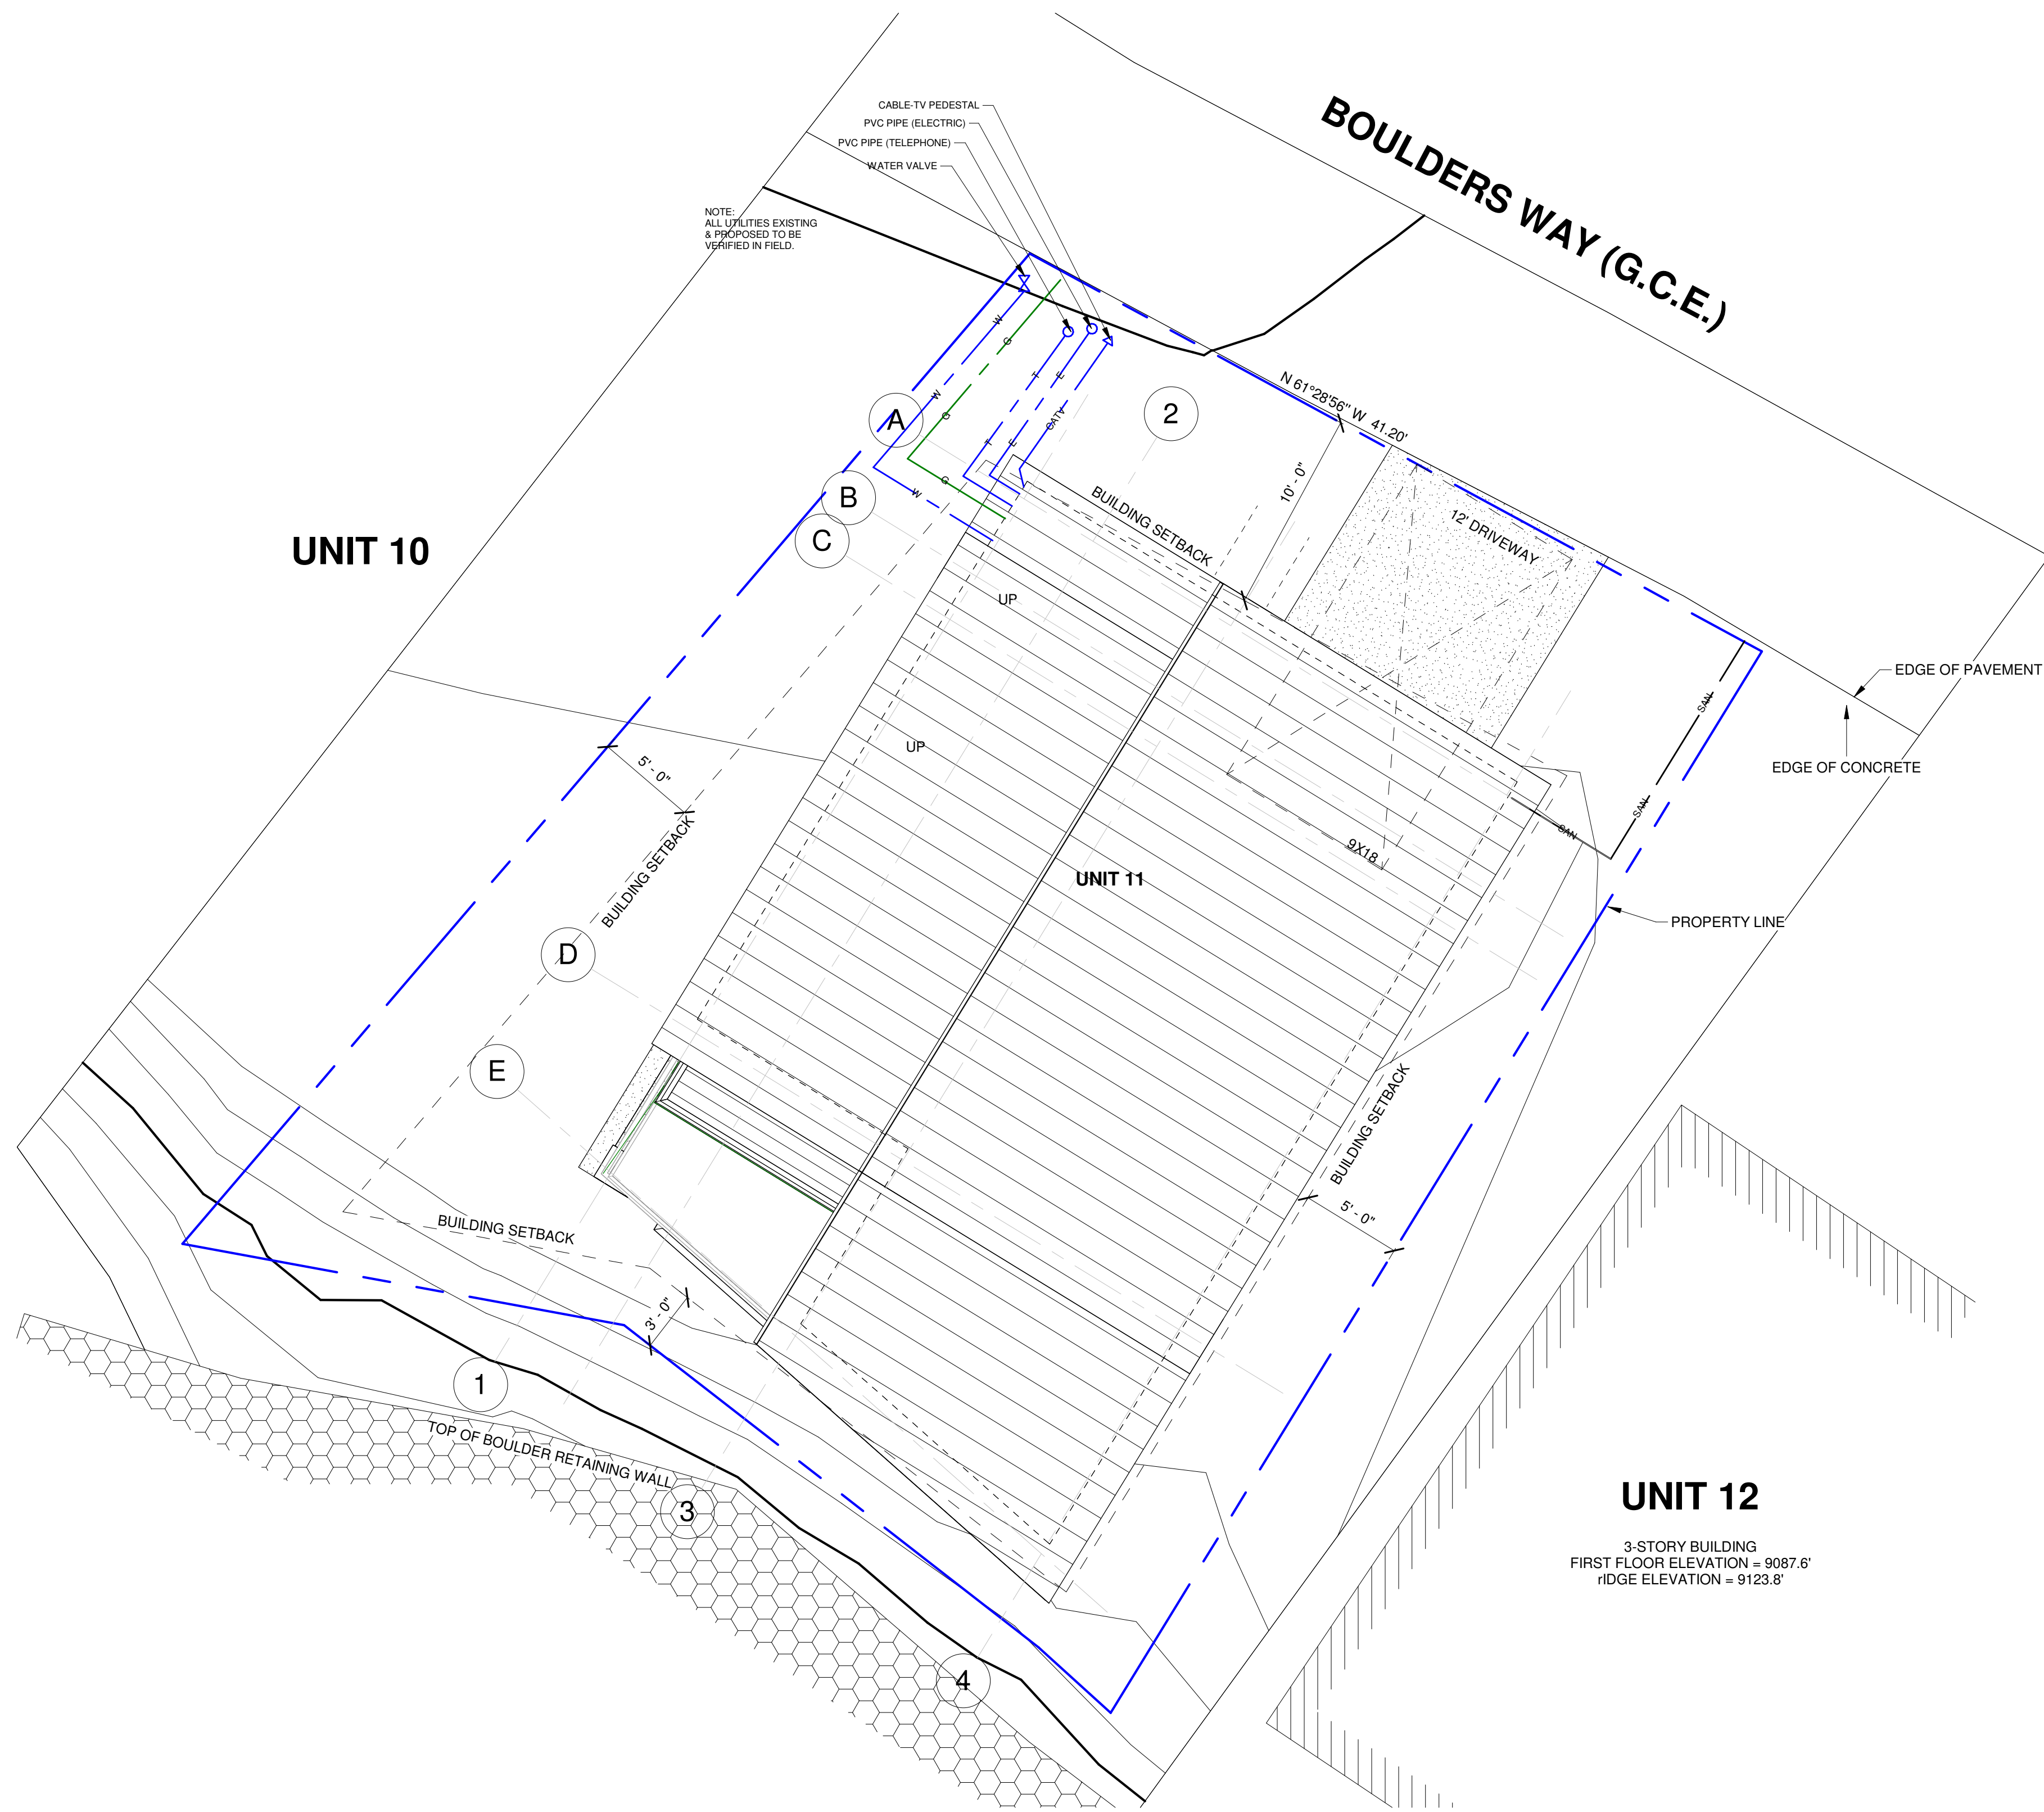 CABLE-TV PEDESTAL
PVC PIPE (ELECTRIC)
PVC PIPE (TELEPHONE)
WATER VALVE
BOULDERS WAY (G.C.E.)
NOTE:
ALL UTILITIES EXISTING
& PROPOSED TO BE
VERIFIED IN FIELD.
W
G
T
E
W
G
CATV
T
E
G
W
A
2
N 61°28'56" W 41.20'
10' - 0"
B
BUILDING SETBACK
12' DRIVEWAY
C
UNIT 10
UP
UP
EDGE OF PAVEMENT
SAN
EDGE OF CONCRETE
5' - 0"
SAN
SAN
BUILDING SETBACK
9X18
UNIT 11
PROPERTY LINE
D
E
BUILDING SETBACK
BUILDING SETBACK
5' - 0"
3' - 0"
1
TOP OF BOULDER RETAINING WALL
3
UNIT 12
3-STORY BUILDING
FIRST FLOOR ELEVATION = 9087.6'
rIDGE ELEVATION = 9123.8'
4